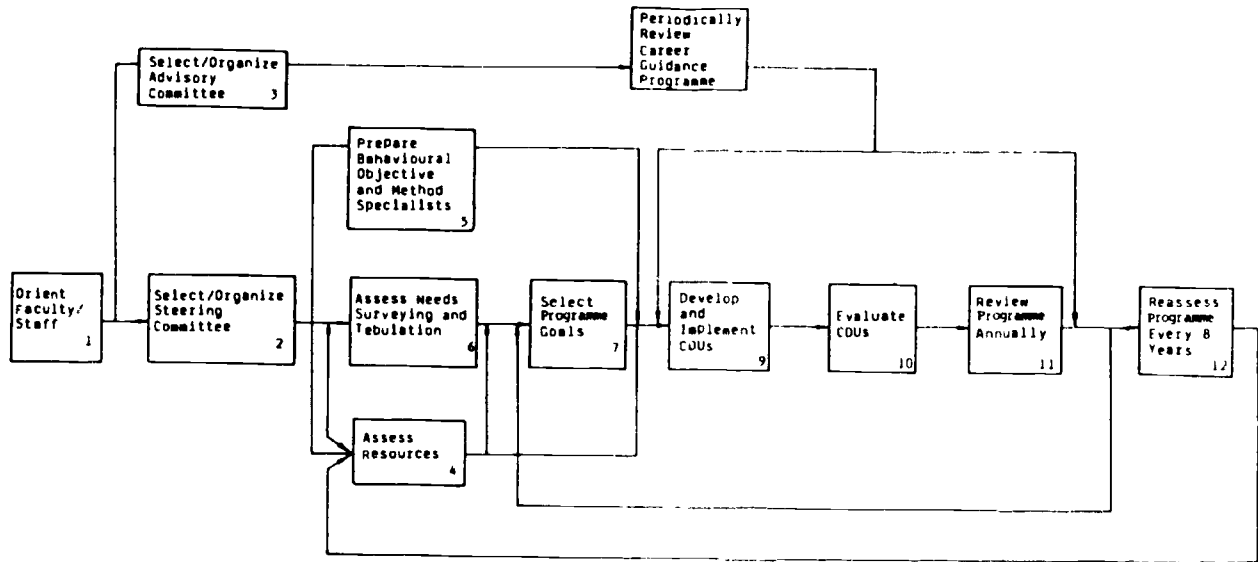 Periodically
Review
Career
Guidance
Programme
Select/Organize
Advisory
Committee
3
PrePare
Bahavioural
Objective
and Method
Specialists
5
Orient
Faculty/
Staff
1
Select/Organize
Steering
Committee
2
Assess Needs
Surveying and
Tebulation
6
Select
Programme
Goals
7
Develop
and
Implement
CDUs
9
Evaluate
CDUs
10
Review
Programme
Annually
11
Reassess
Programme
Every 8
Years
12
Assess
Resources
4